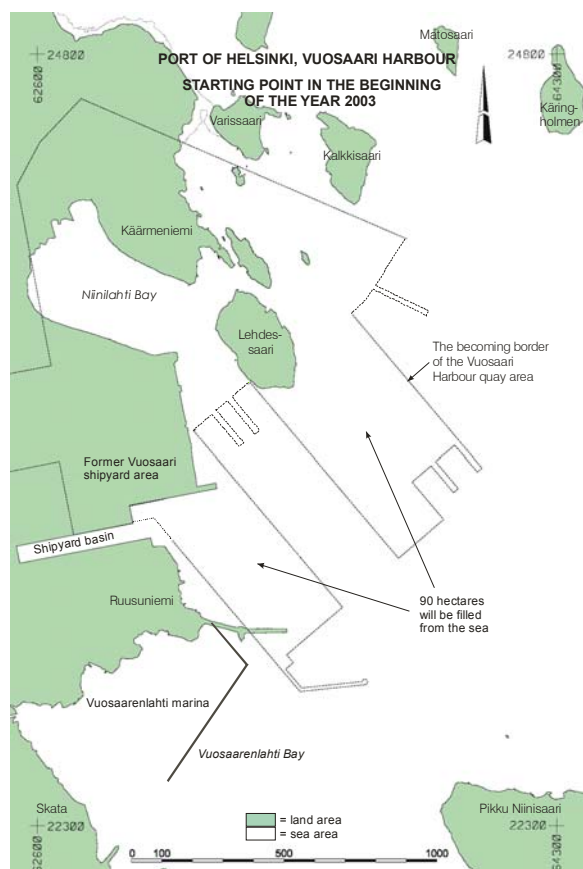 24800
62600
PORT OF HELSINKI, VUOSAARI HARBOUR
STARTING POINT IN THE BEGINNING
OF THE YEAR 2003
Matosaari
24800
64300
Käring-
holmen
Varissaari
Kalkkisaari
Käärmeniemi
Niinilahti Bay
Lehdes-
saari
The becoming border
of the Vuosaari
Harbour quay area
Former Vuosaari
shipyard area
Shipyard basin
Ruusuniemi
90 hectares
will be filled
from the sea
Vuosaarenlahti marina
Vuosaarenlahti Bay
Skata
22300
62600
= land area
= sea area
Pikku Niinisaari
22300
64300
0 100 500 1000